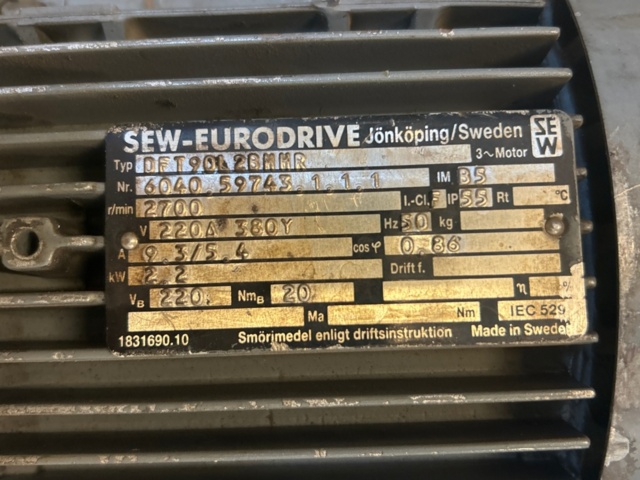 SEW-EURODRIVE Jönköping/Sweden SEW
Typ DFT90L2BMHR 3~Motor
Nr. 6040 59743.1.1.1 IM B5
r/min 2700 I.-Cl. F IP 55 Rt °C
V 220Δ 380Y Hz 50 kg
A 9.3/5.4 cos φ 0.86
kW 2.2 Drift f.
VB 220. NmB 20 η %
Ma Nm IEC 529
1831690.10 Smörjmedel enligt driftsinstruktion Made in Sweden